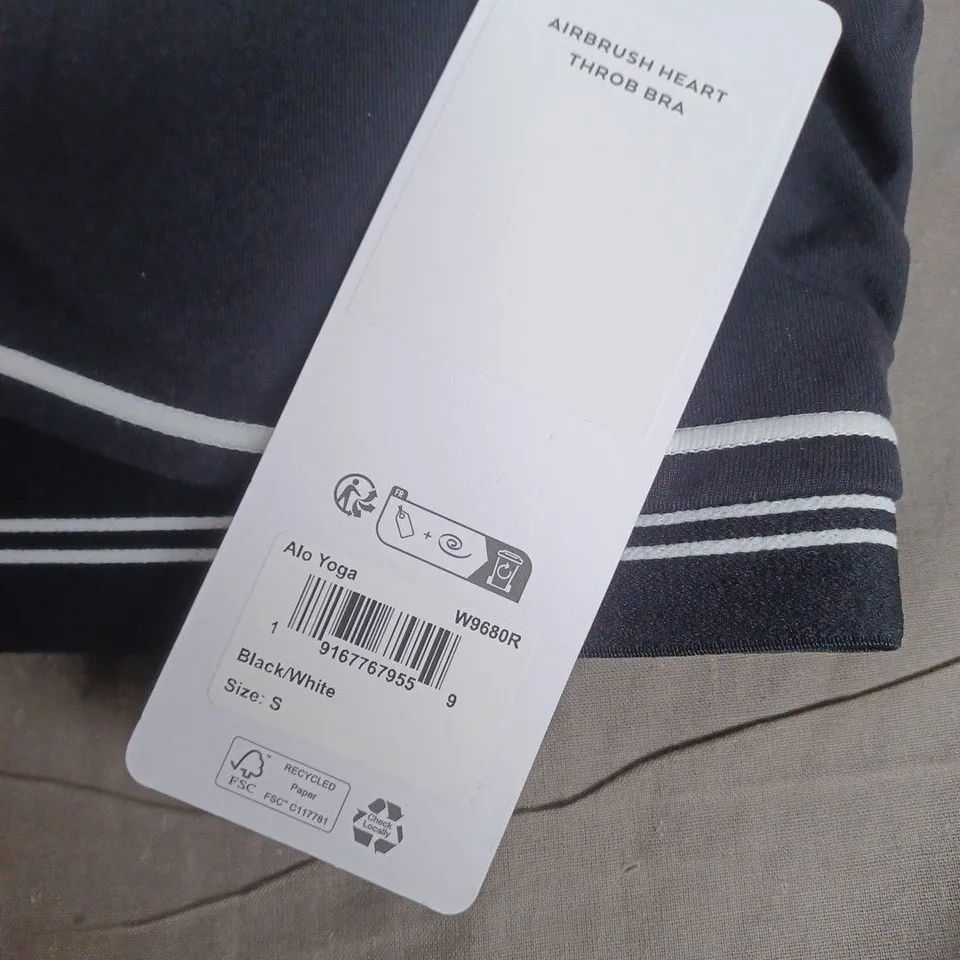 AIRBRUSH HEART
THROB BRA
FR
+
Alo Yoga
W9680R
1 9167767955 9
Black/White
Size: S
FSC™
RECYCLED
Paper
FSC® C117781
Check
Locally